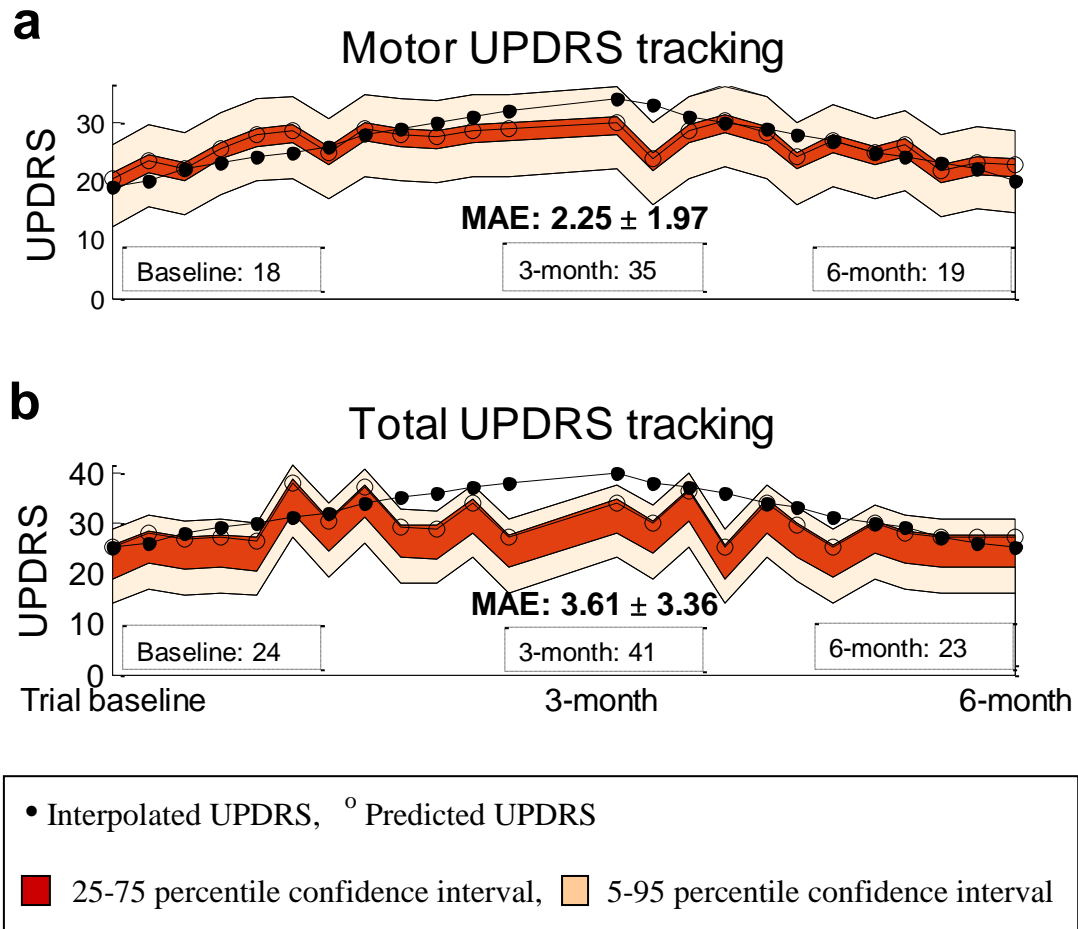 a
Motor UPDRS tracking
30
20
10
0
UPDRS
MAE: 2.25 ± 1.97
Baseline: 18
3-month: 35
6-month: 19
b
Total UPDRS tracking
40
30
20
10
0
UPDRS
MAE: 3.61 ± 3.36
Baseline: 24
3-month: 41
6-month: 23
Trial baseline
3-month
6-month
• Interpolated UPDRS, o Predicted UPDRS
25-75 percentile confidence interval, 5-95 percentile confidence interval